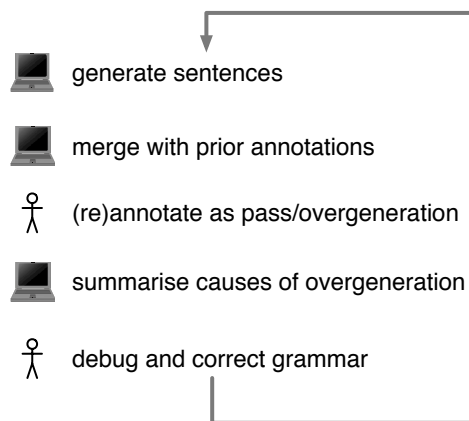 generate sentences
merge with prior annotations
(re)annotate as pass/overgeneration
summarise causes of overgeneration
debug and correct grammar